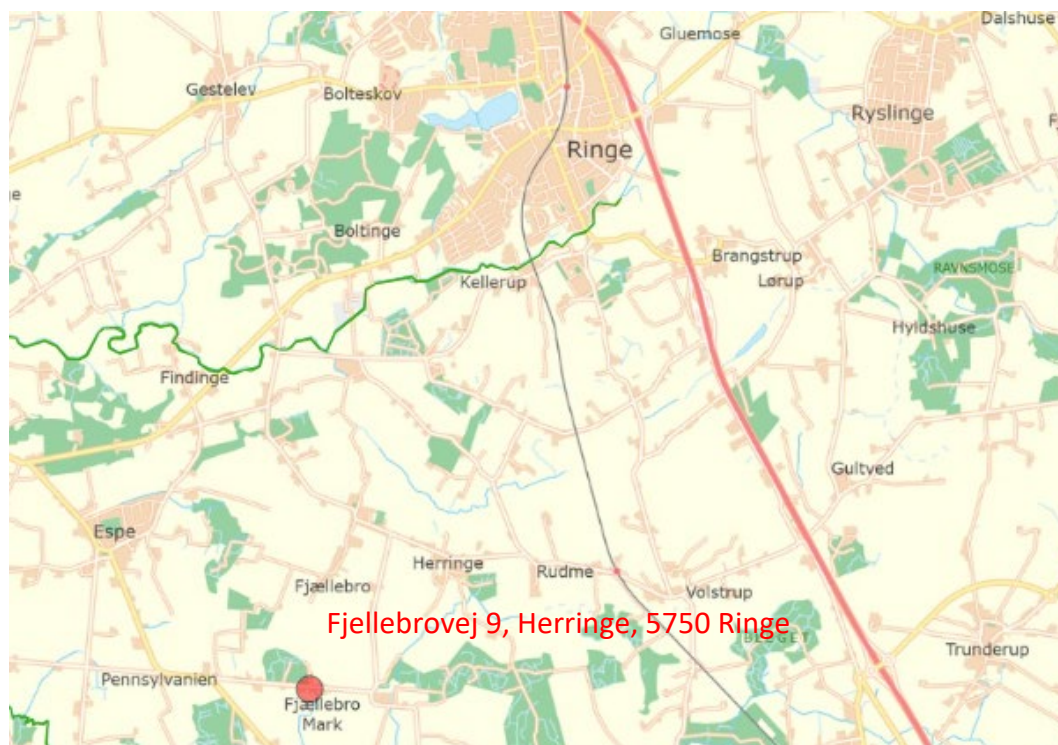 Dalshuse
Gluemose
Gestelev
Bolteskov
Ryslinge
Ringe
Boltinge
Brangstrup
Kellerup
Lørup
RAVNSMOSE
Hyldshuse
Findinge
Gultved
Espe
Herringe
Rudme
Fjællebro
Volstrup
Fjellebrovej 9, Herringe, 5750 Ringe
Trunderup
Pennsylvanien
Fjællebro
Mark